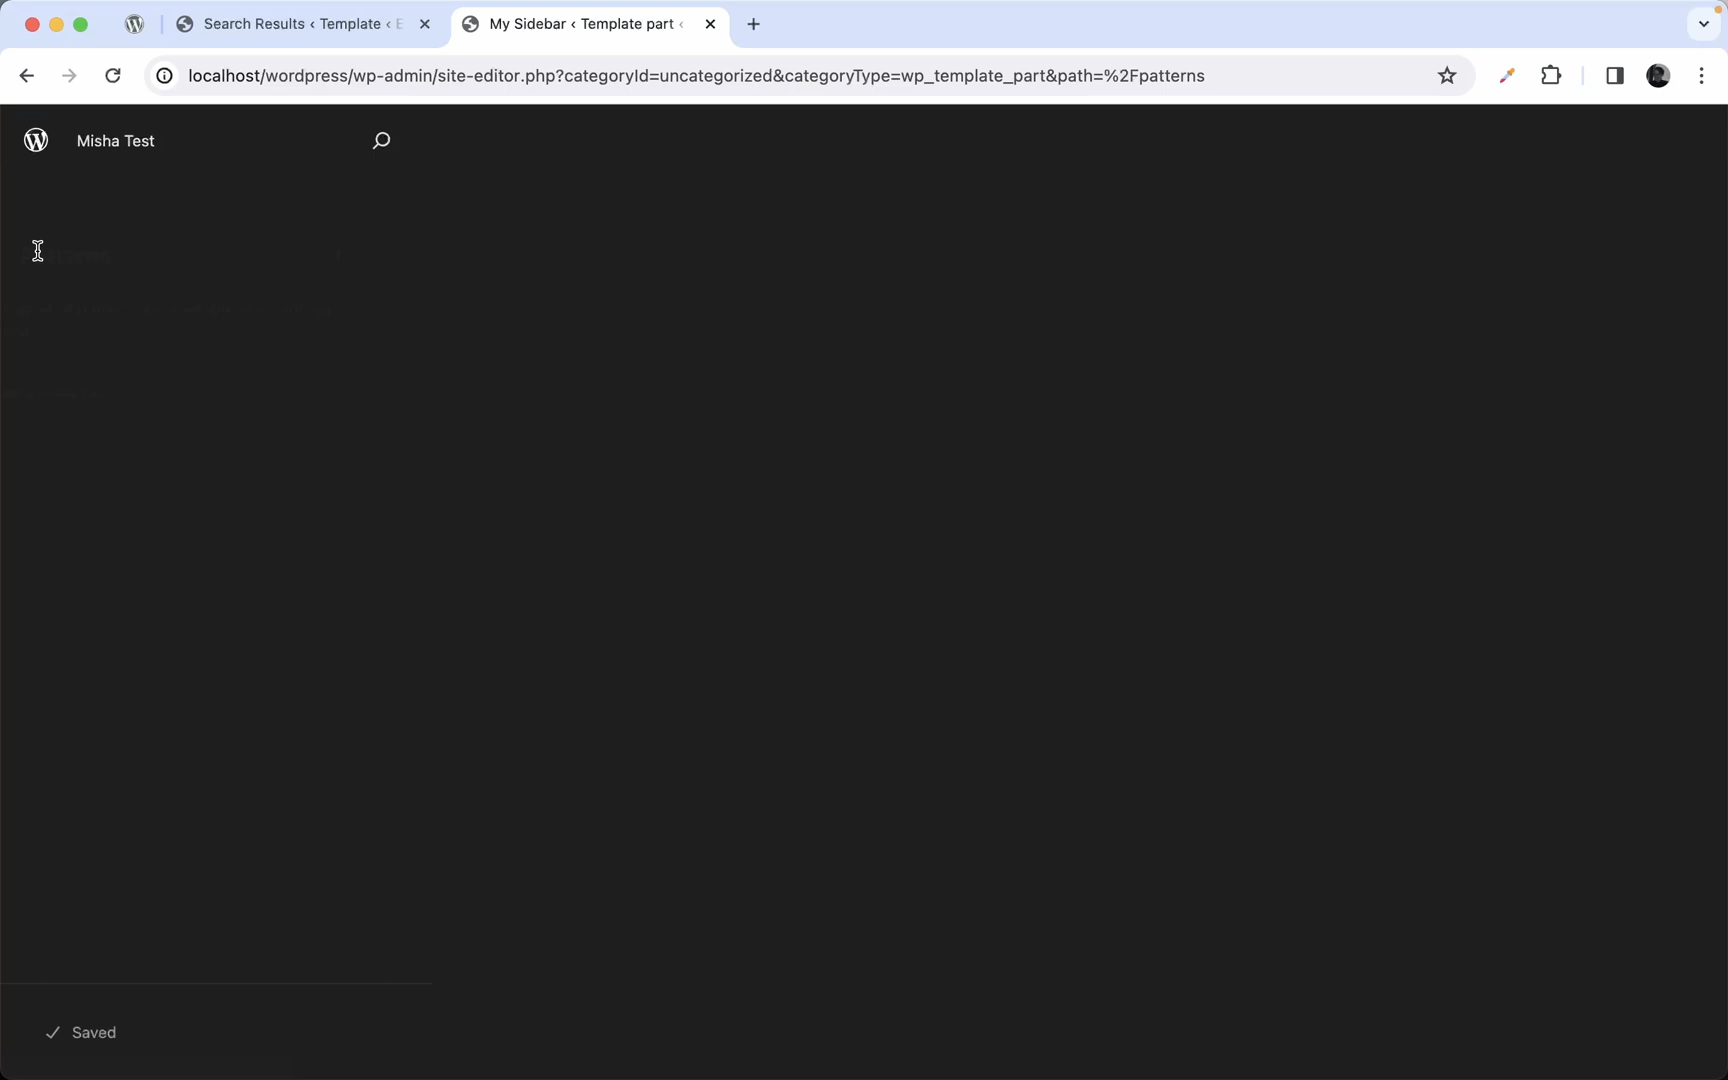 Search Results ‹ Template ‹ E
My Sidebar ‹ Template part ‹
localhost/wordpress/wp-admin/site-editor.php?categoryId=uncategorized&categoryType=wp_template_part&path=%2Fpatterns
Misha Test
Saved